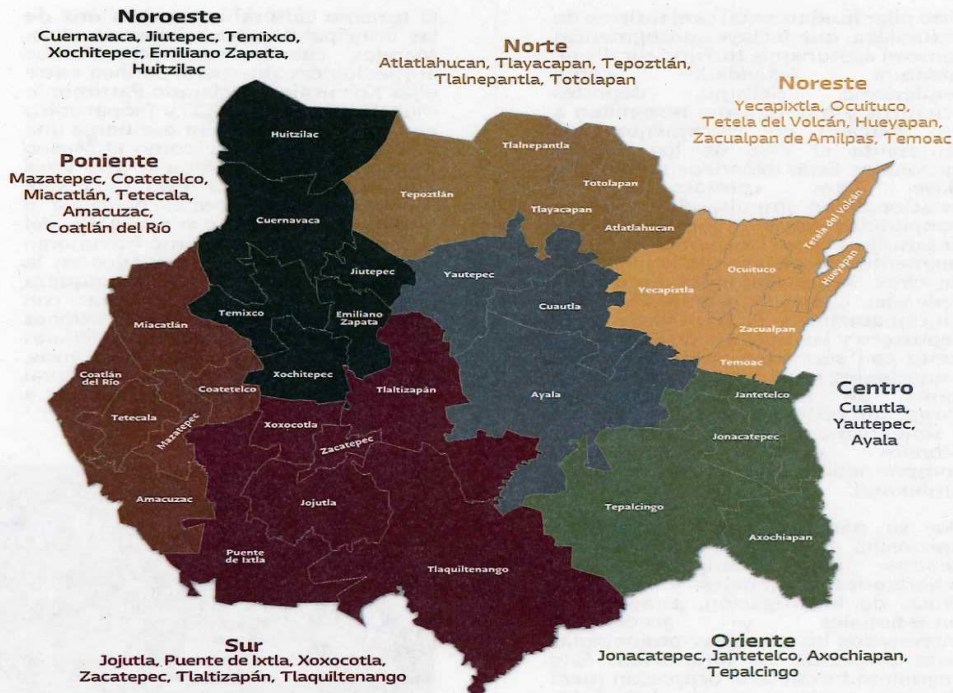 Noroeste
Cuernavaca, Jiutepec, Temixco,
Xochitepec, Emiliano Zapata,
Huitzilac
Norte
Atlatlahucan, Tlayacapan, Tepoztlán,
Tlalnepantla, Totolapan
Noreste
Yecapixtla, Ocuituco,
Tetela del Volcán, Hueyapan,
Zacualpan de Amilpas, Temoac
Poniente
Mazatepec, Coatetelco,
Miacatlán, Tetecala,
Amacuzac,
Coatlán del Río
Huitzilac
Tlalnepantla
Tepoztlán
Totolapan
Tlayacapan
Atlatlahucan
Cuernavaca
Tetela del Volcán
Hueyapan
Jiutepec
Yautepec
Ocuituco
Yecapixtla
Cuautla
Temixco
Emiliano
Zapata
Miacatlán
Zacualpan
Temoac
Xochitepec
Coatlán
del Río
Coatetelco
Tlaltizapán
Ayala
Jantetelco
Tetecala
Mazatepec
Xoxocotla
Zacatepec
Jonacatepec
Centro
Cuautla,
Yautepec,
Ayala
Amacuzac
Jojutla
Tepalcingo
Axochiapan
Puente
de Ixtla
Tlaquiltenango
Sur
Jojutla, Puente de Ixtla, Xoxocotla,
Zacatepec, Tlaltizapán, Tlaquiltenango
Oriente
Jonacatepec, Jantetelco, Axochiapan,
Tepalcingo